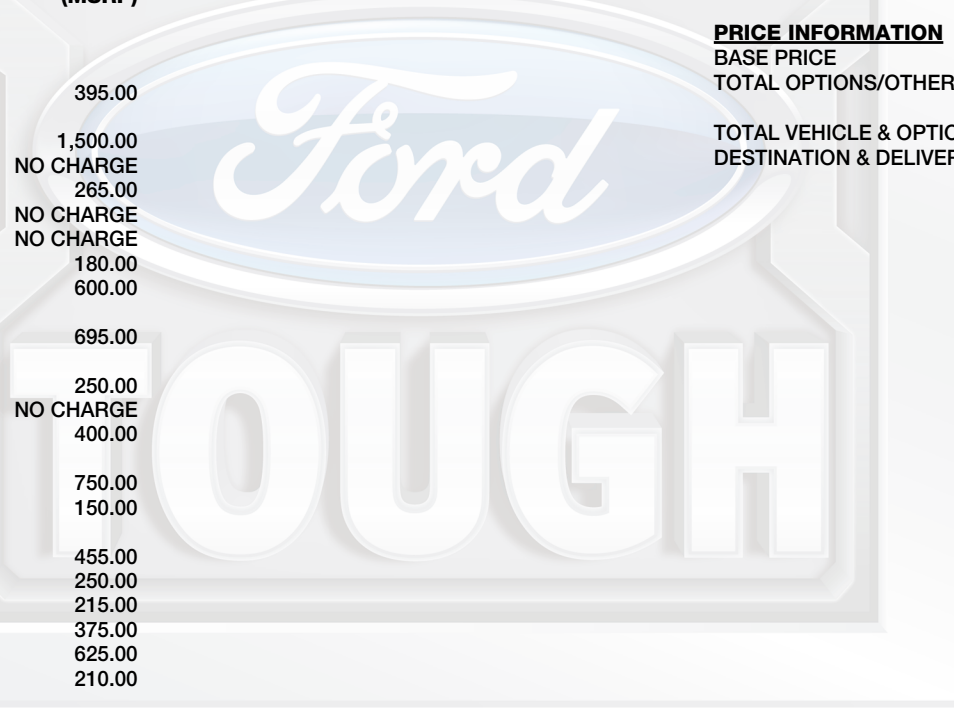 (MSRP)
395.00
1,500.00
NO CHARGE
265.00
NO CHARGE
NO CHARGE
180.00
600.00
695.00
250.00
NO CHARGE
400.00
750.00
150.00
455.00
250.00
215.00
375.00
625.00
210.00
PRICE INFORMATION
BASE PRICE
TOTAL OPTIONS/OTHER
TOTAL VEHICLE & OPTIO
DESTINATION & DELIVER
Ford
TOUGH